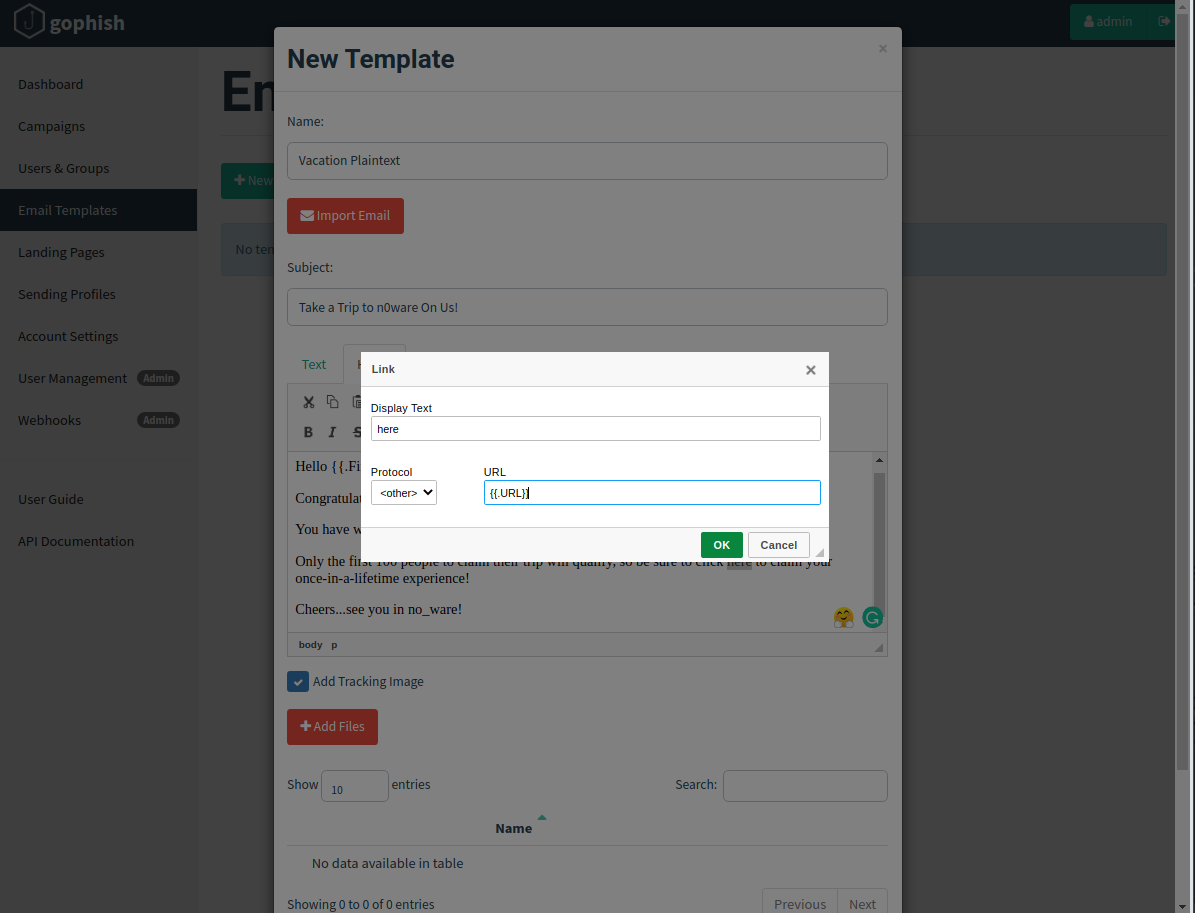 gophish
admin
Dashboard
Campaigns
Users & Groups
Email Templates
Landing Pages
Sending Profiles
Account Settings
User Management Admin
Webhooks Admin
User Guide
API Documentation
New
New Template
×
Name:
Vacation Plaintext
Import Email
Subject:
Take a Trip to n0ware On Us!
Text
B I S
Link
Display Text
here
Protocol
URL
<other>
{{.URL}}
OK
Cancel
Hello {{.Fi
Congratulat
You have w
Only the first 100 people to claim their trip will qualify, so be sure to click here to claim your
once-in-a-lifetime experience!
Cheers...see you in no_ware!
body p
Add Tracking Image
Add Files
Show 10 entries
Search:
Name
No data available in table
Showing 0 to 0 of 0 entries
Previous
Next